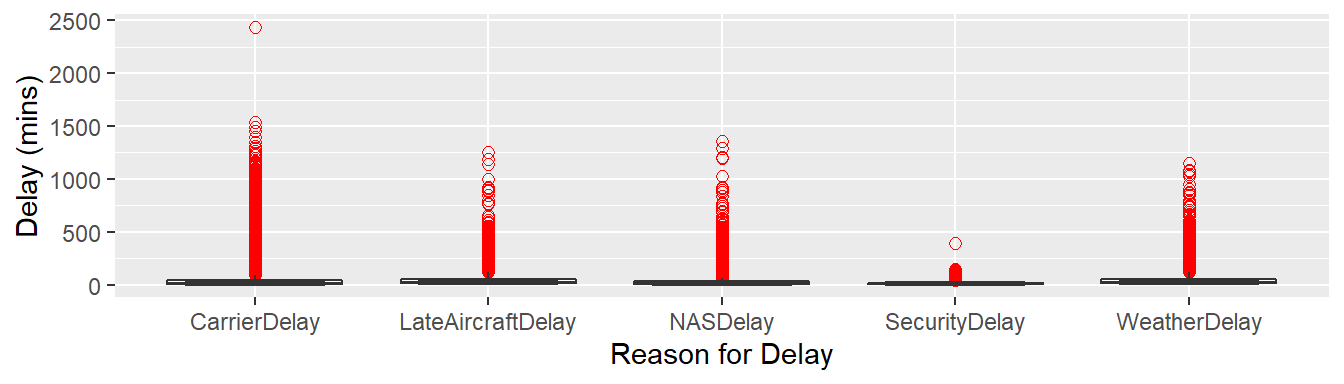 Delay (mins)
2500
2000
1500
1000
500
0
CarrierDelay
LateAircraftDelay
NASDelay
SecurityDelay
WeatherDelay
Reason for Delay